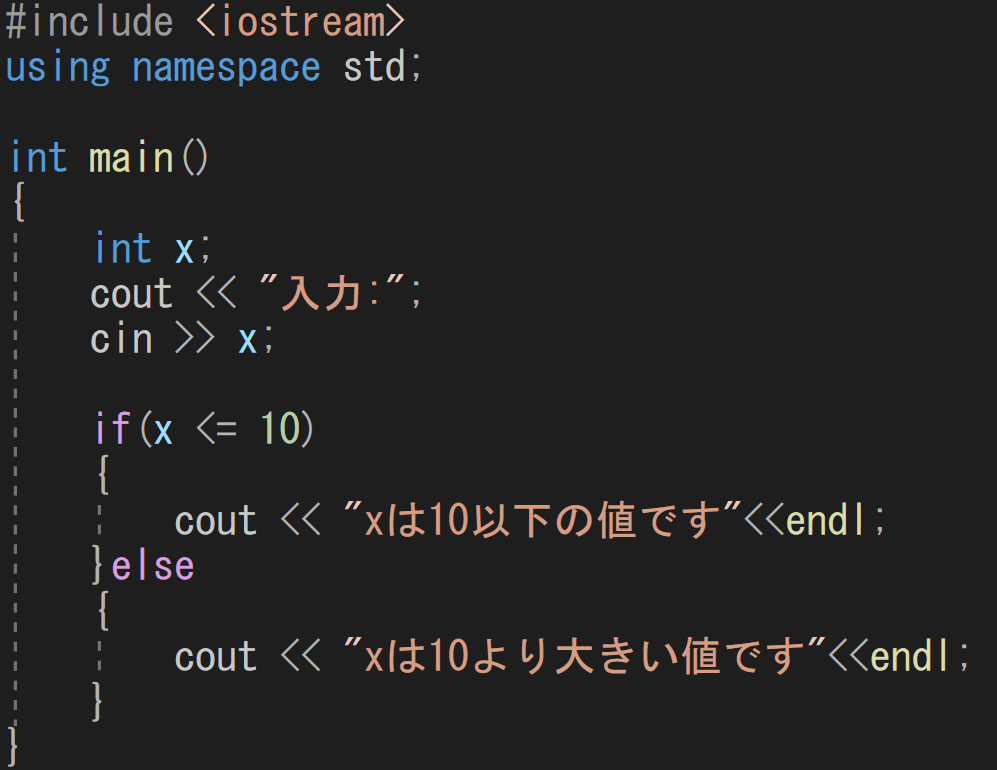 #include <iostream>
using namespace std;
int main()
{
int x;
cout << "入力:";
cin >> x;
if(x <= 10)
{
cout << "xは10以下の値です"<<endl;
}else
{
cout << "xは10より大きい値です"<<endl;
}
}